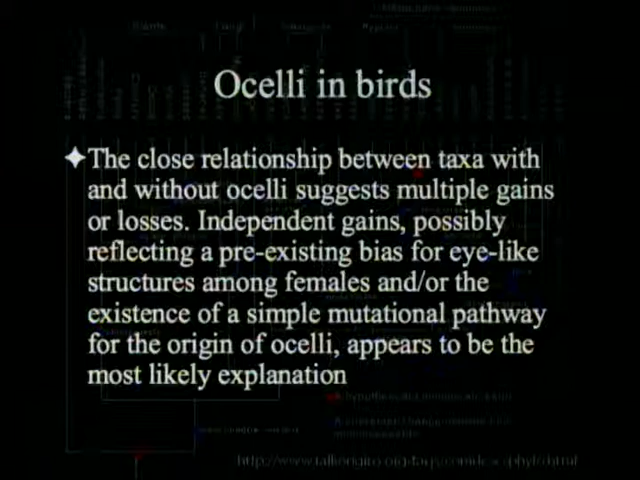 Ocelli in birds
✦The close relationship between taxa with
and without ocelli suggests multiple gains
or losses. Independent gains, possibly
reflecting a pre-existing bias for eye-like
structures among females and/or the
existence of a simple mutational pathway
for the origin of ocelli, appears to be the
most likely explanation